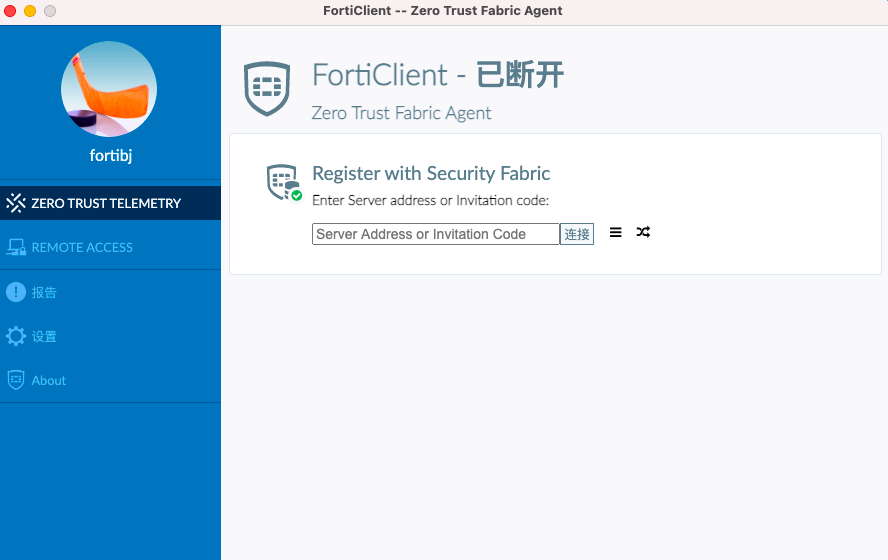 FortiClient -- Zero Trust Fabric Agent
fortibj
ZERO TRUST TELEMETRY
REMOTE ACCESS
报告
设置
About
FortiClient - 已断开
Zero Trust Fabric Agent
Register with Security Fabric
Enter Server address or Invitation code:
Server Address or Invitation Code
连接